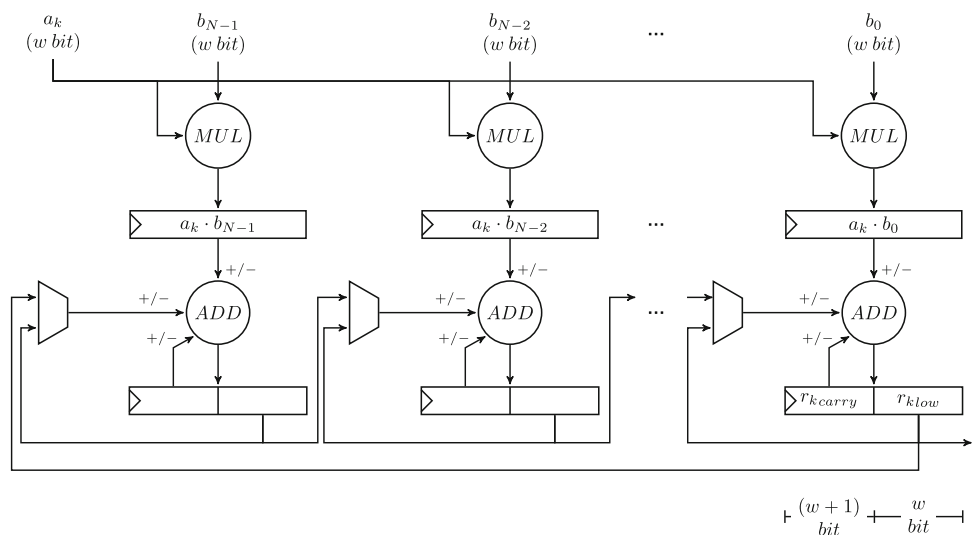 a_k b_{N−1} b_{N−2} ... b_0
(w bit) (w bit) (w bit) (w bit)
MUL MUL MUL
a_k · b_{N−1} a_k · b_{N−2} ... a_k · b_0
+/− +/− +/−
+/− +/− +/−
ADD ADD ... ADD
+/− +/− +/−
r_{k carry} r_{k low}
(w + 1) w
bit bit